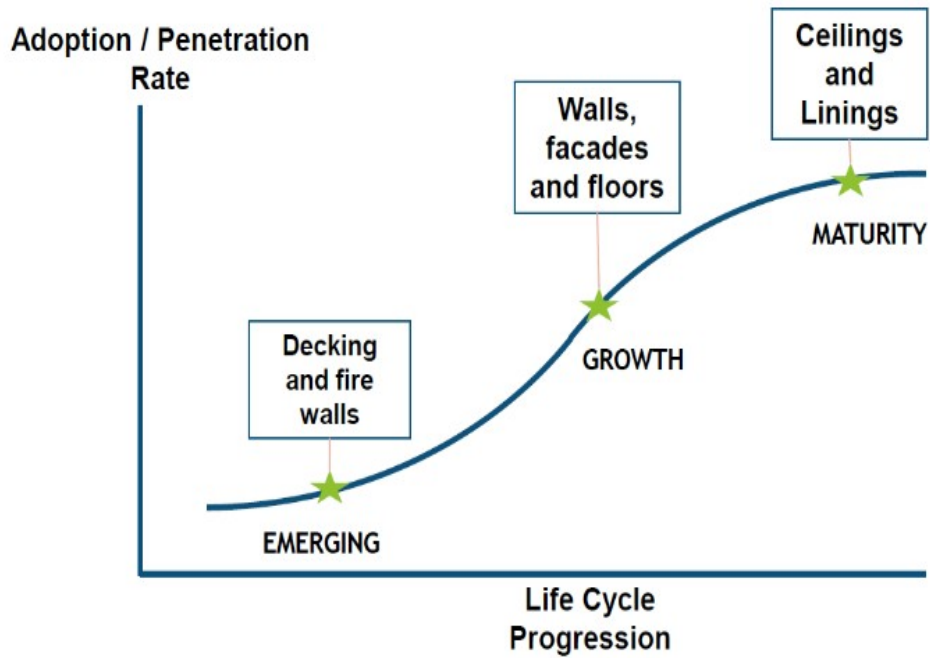 Adoption / Penetration
Rate
Ceilings
and
Linings
Walls,
facades
and floors
MATURITY
Decking
and fire
walls
GROWTH
EMERGING
Life Cycle
Progression